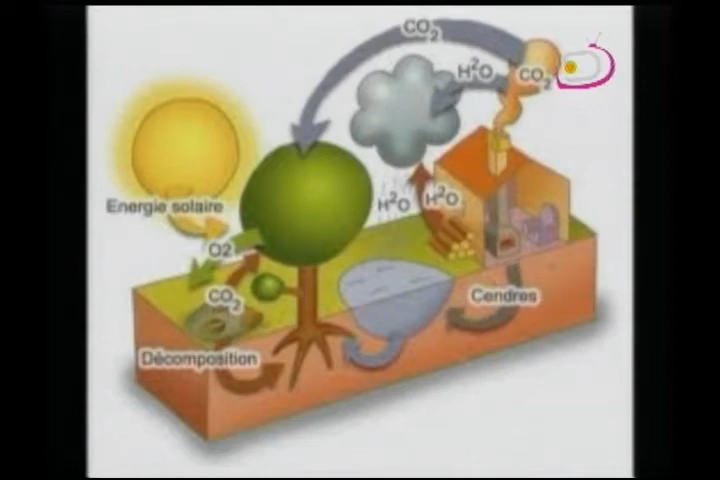 CO₂
H²O
CO₂
Energie solaire
H²O
H²O
O2
CO₂
Cendres
Décomposition